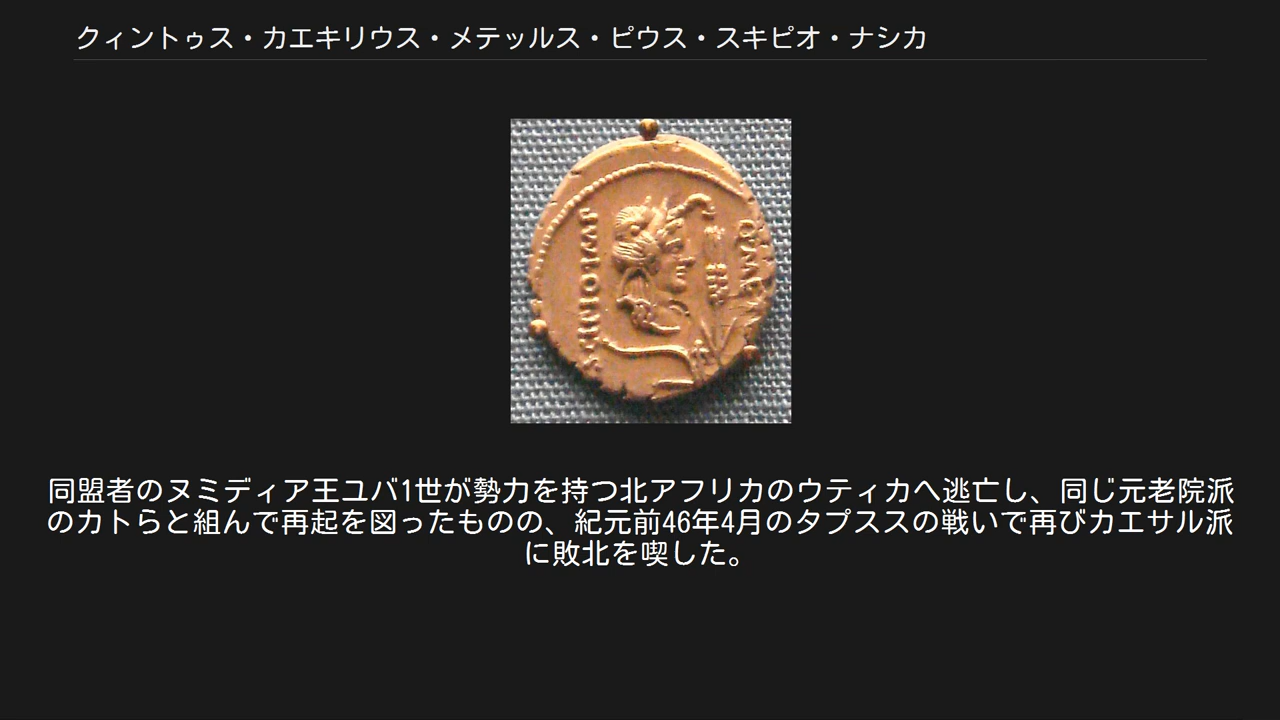 クィントゥス・カエキリウス・メテッルス・ピウス・スキピオ・ナシカ
同盟者のヌミディア王ユバ1世が勢力を持つ北アフリカのウティカへ逃亡し、同じ元老院派
のカトらと組んで再起を図ったものの、紀元前46年4月のタプススの戦いで再びカエサル派
に敗北を喫した。